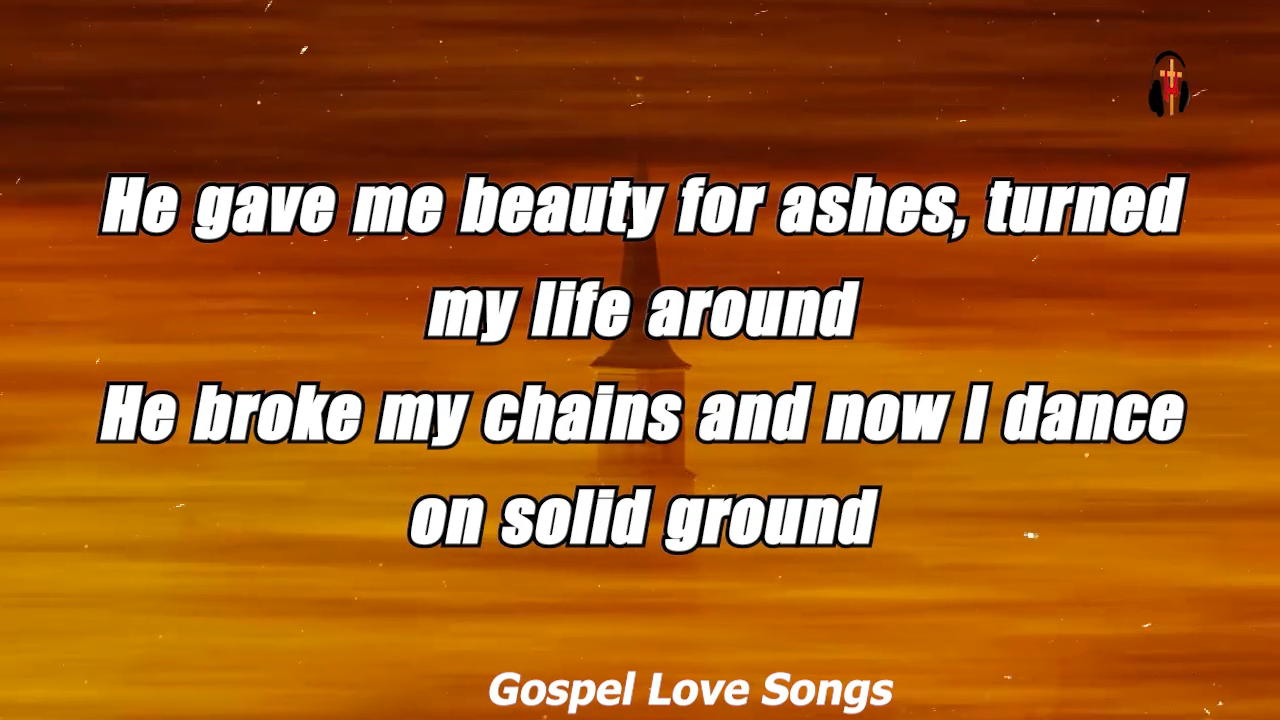 He gave me beauty for ashes, turned
my life around
He broke my chains and now I dance
on solid ground
Gospel Love Songs